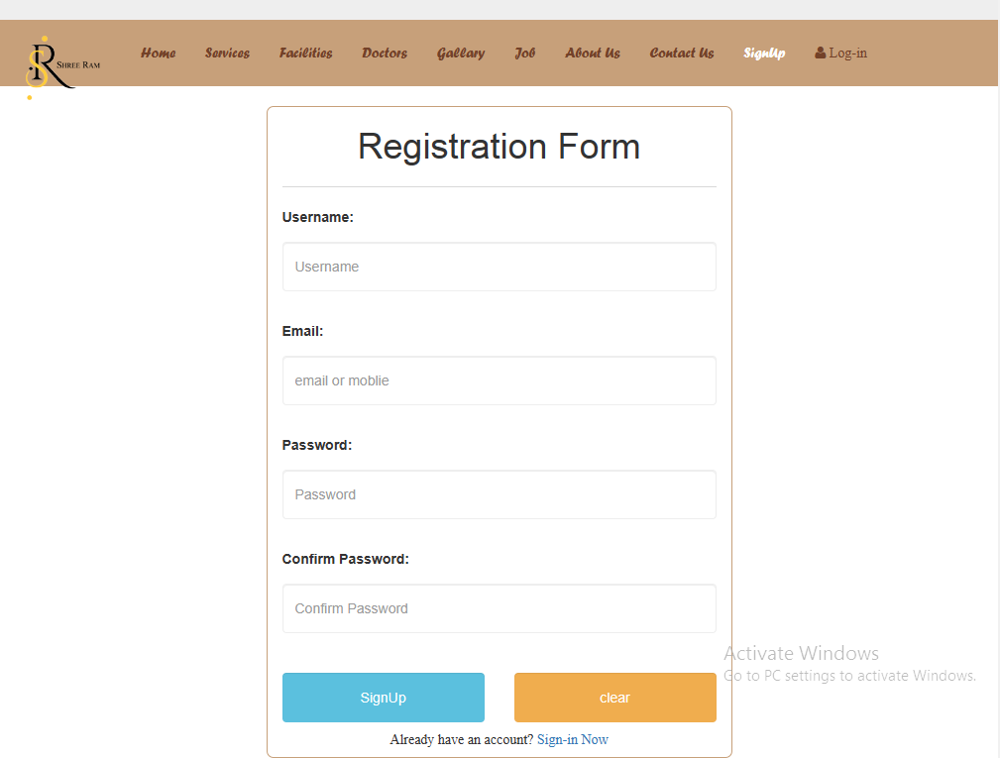 SR SHREE RAM
Home Services Facilities Doctors Gallary Job About Us Contact Us SignUp Log-in
Registration Form
Username:
Username
Email:
email or moblie
Password:
Password
Confirm Password:
Confirm Password
SignUp clear
Already have an account? Sign-in Now
Activate Windows
Go to PC settings to activate Windows.